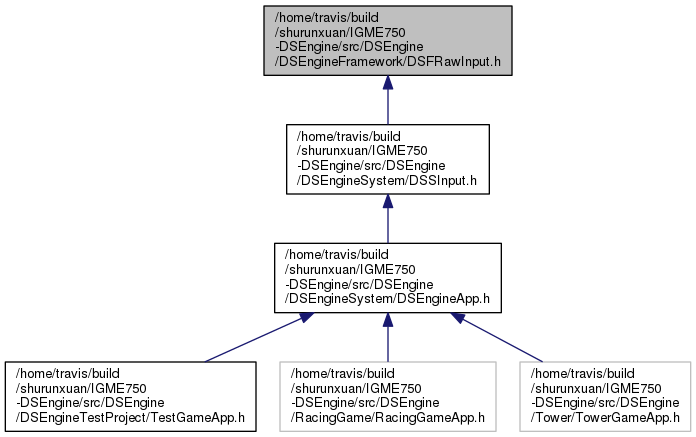 /home/travis/build
/shurunxuan/IGME750
-DSEngine/src/DSEngine
/DSEngineFramework/DSFRawInput.h
/home/travis/build
/shurunxuan/IGME750
-DSEngine/src/DSEngine
/DSEngineSystem/DSSInput.h
/home/travis/build
/shurunxuan/IGME750
-DSEngine/src/DSEngine
/DSEngineSystem/DSEngineApp.h
/home/travis/build
/shurunxuan/IGME750
-DSEngine/src/DSEngine
/DSEngineTestProject/TestGameApp.h
/home/travis/build
/shurunxuan/IGME750
-DSEngine/src/DSEngine
/RacingGame/RacingGameApp.h
/home/travis/build
/shurunxuan/IGME750
-DSEngine/src/DSEngine
/Tower/TowerGameApp.h